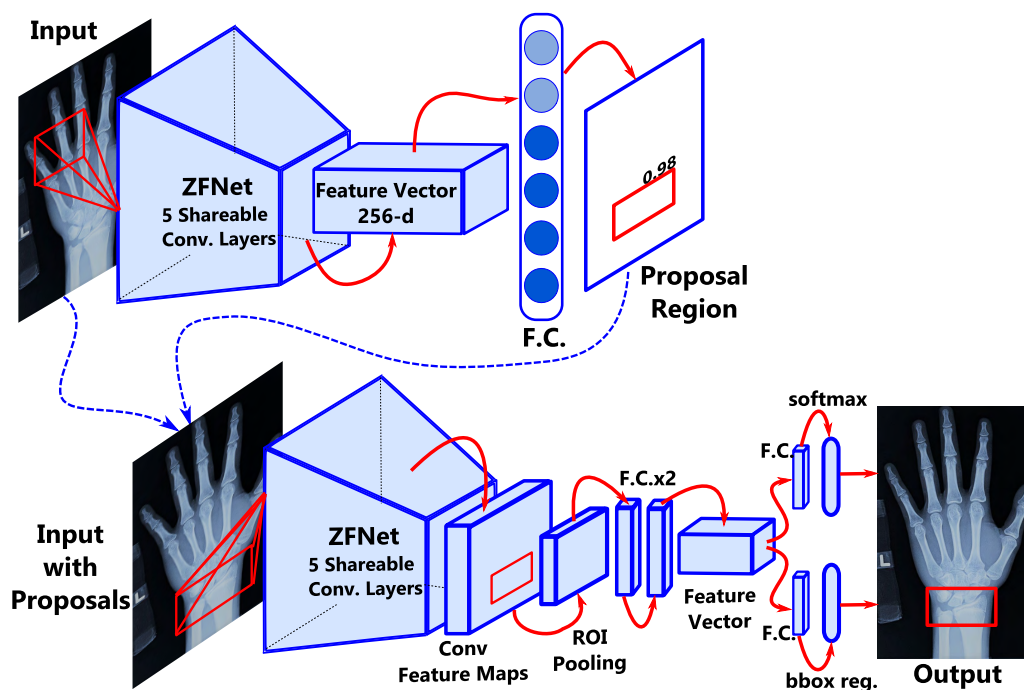 Input
ZFNet
5 Shareable
Conv. Layers
Feature Vector
256-d
F.C.
0.98
Proposal
Region
L
Input
with
Proposals
L
ZFNet
5 Shareable
Conv. Layers
Conv
Feature Maps
ROI
Pooling
F.C.x2
Feature
Vector
softmax
F.C.
F.C.
bbox reg.
L
Output